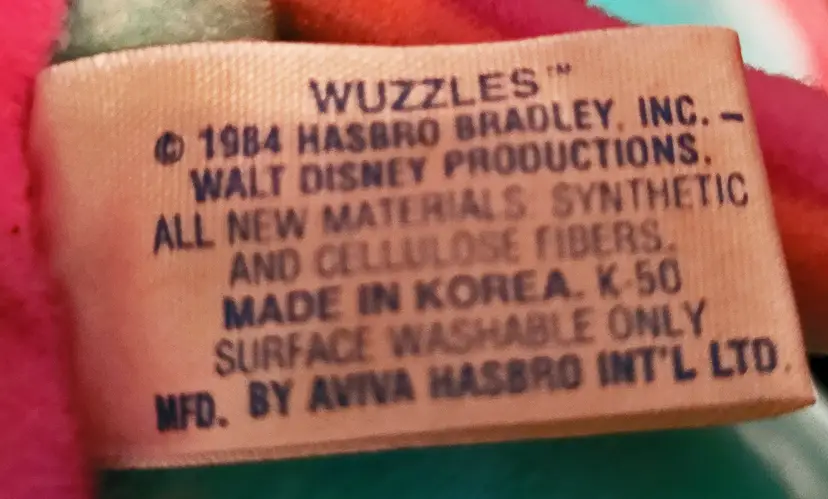 WUZZLES™
© 1984 HASBRO BRADLEY, INC. –
WALT DISNEY PRODUCTIONS.
ALL NEW MATERIALS: SYNTHETIC
AND CELLULOSE FIBERS.
MADE IN KOREA. K-50
SURFACE WASHABLE ONLY
MFD. BY AVIVA HASBRO INT'L LTD.